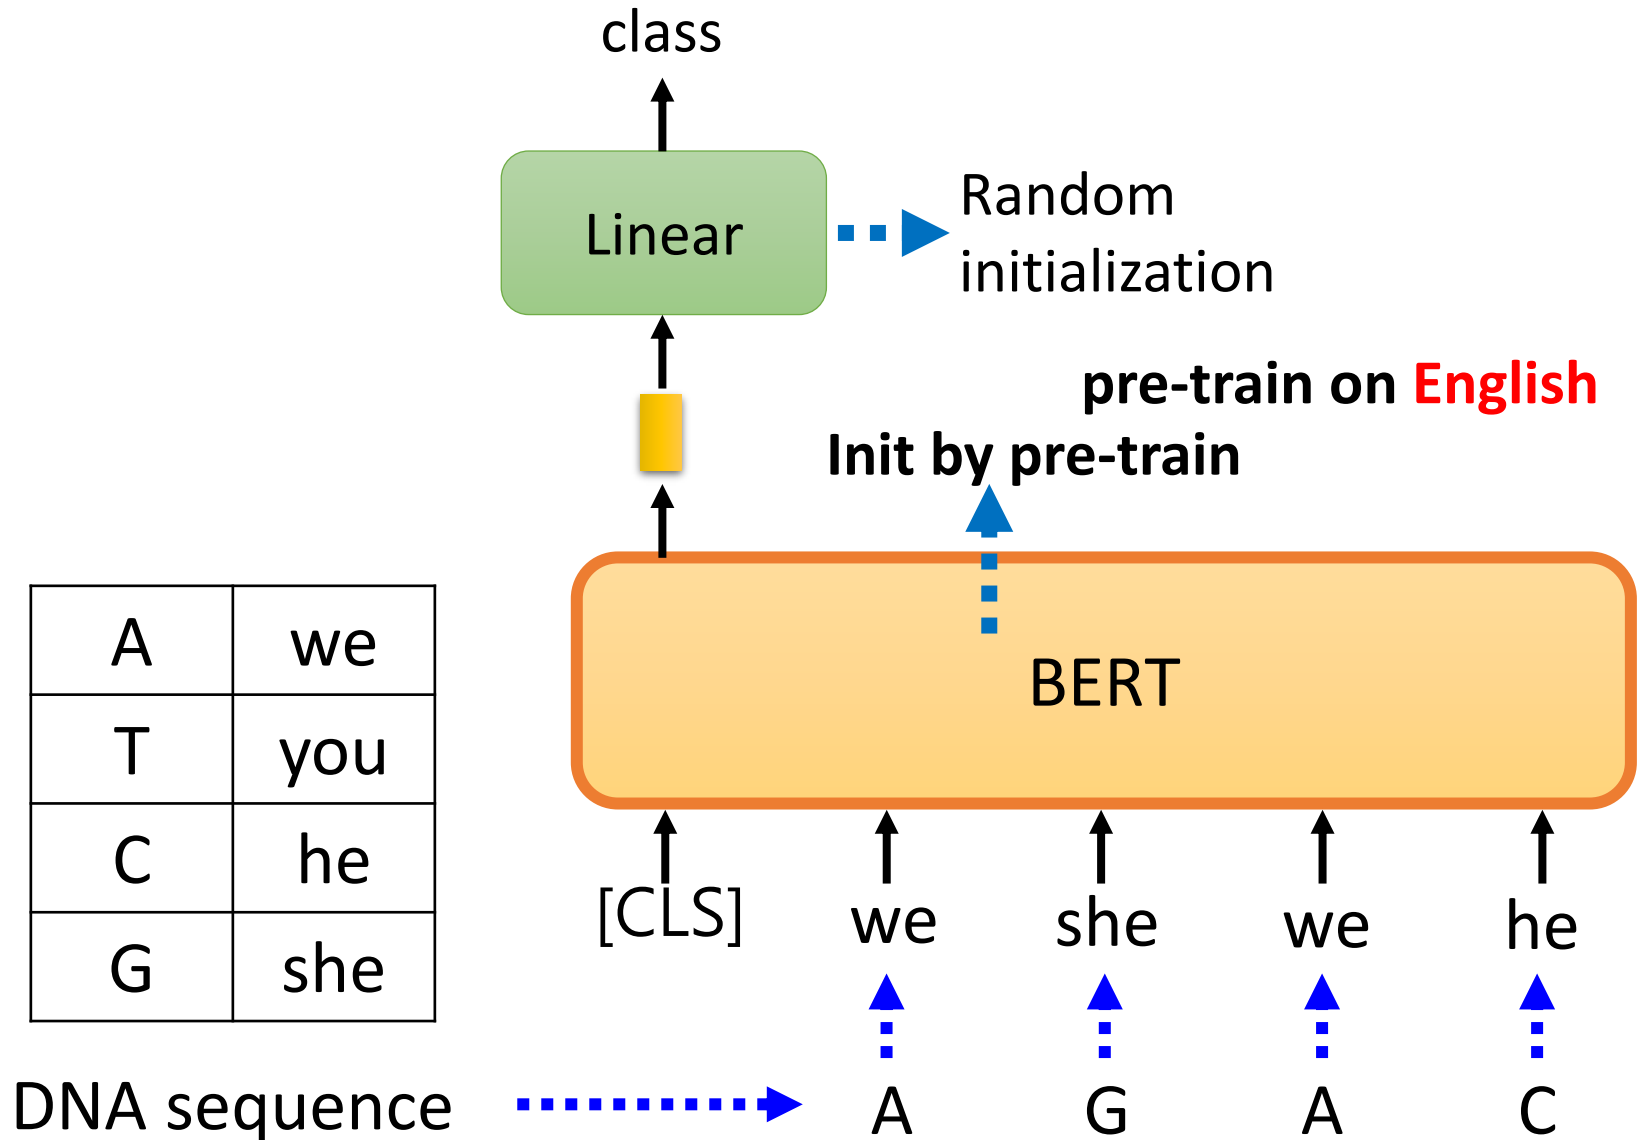 class
Linear
Random
initialization
pre-train on English
Init by pre-train
BERT
A we
T you
C he
G she
[CLS] we she we he
DNA sequence A G A C